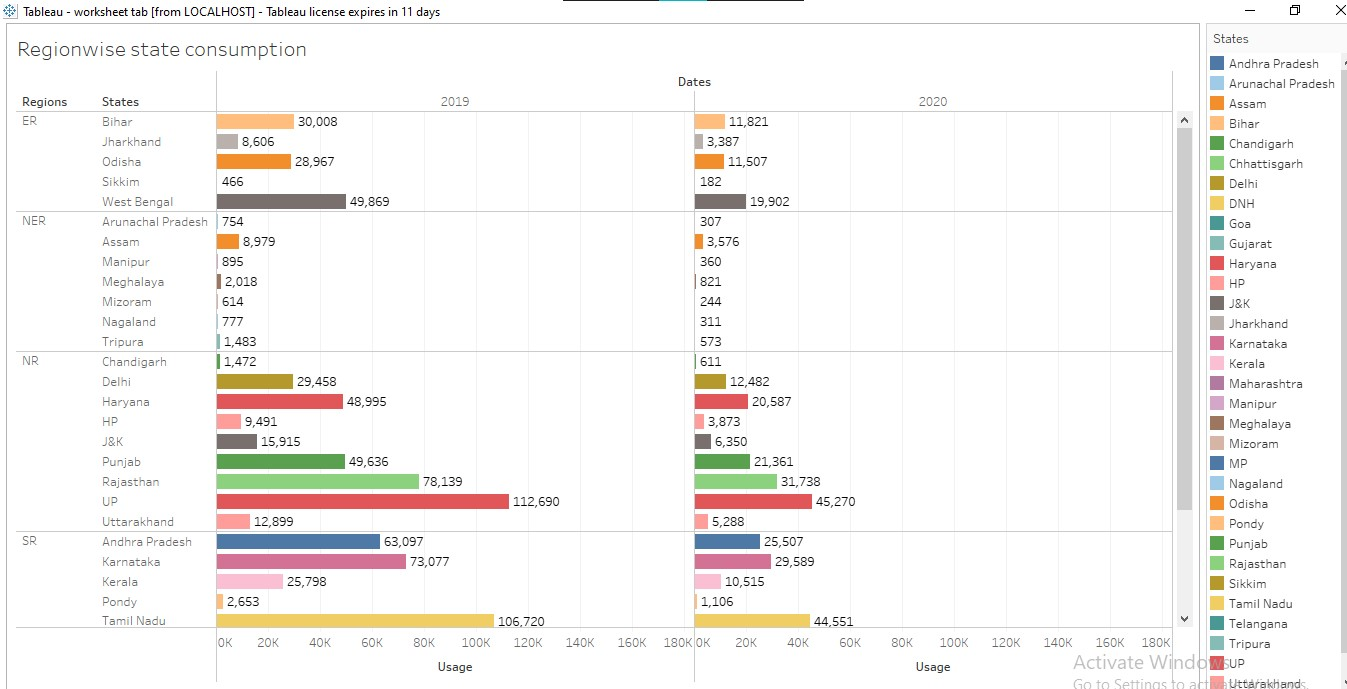 Tableau - worksheet tab [from LOCALHOST] - Tableau license expires in 11 days
Regionwise state consumption
Dates
Regions States 2019 2020
ER Bihar 30,008 11,821
Jharkhand 8,606 3,387
Odisha 28,967 11,507
Sikkim 466 182
West Bengal 49,869 19,902
NER Arunachal Pradesh 754 307
Assam 8,979 3,576
Manipur 895 360
Meghalaya 2,018 821
Mizoram 614 244
Nagaland 777 311
Tripura 1,483 573
NR Chandigarh 1,472 611
Delhi 29,458 12,482
Haryana 48,995 20,587
HP 9,491 3,873
J&K 15,915 6,350
Punjab 49,636 21,361
Rajasthan 78,139 31,738
UP 112,690 45,270
Uttarakhand 12,899 5,288
SR Andhra Pradesh 63,097 25,507
Karnataka 73,077 29,589
Kerala 25,798 10,515
Pondy 2,653 1,106
Tamil Nadu 106,720 44,551
0K 20K 40K 60K 80K 100K 120K 140K 160K 180K 0K 20K 40K 60K 80K 100K 120K 140K 160K 180K
Usage Usage
States
Andhra Pradesh
Arunachal Pradesh
Assam
Bihar
Chandigarh
Chhattisgarh
Delhi
DNH
Goa
Gujarat
Haryana
HP
J&K
Jharkhand
Karnataka
Kerala
Maharashtra
Manipur
Meghalaya
Mizoram
MP
Nagaland
Odisha
Pondy
Punjab
Rajasthan
Sikkim
Tamil Nadu
Telangana
Tripura
UP
Uttarakhand
Activate Windows
Go to Settings to activate Windows.